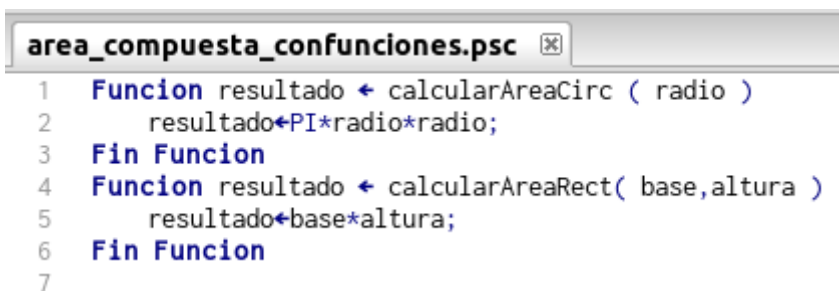 area_compuesta_confunciones.psc
1 Funcion resultado ← calcularAreaCirc ( radio )
2 resultado←PI*radio*radio;
3 Fin Funcion
4 Funcion resultado ← calcularAreaRect( base,altura )
5 resultado←base*altura;
6 Fin Funcion
7